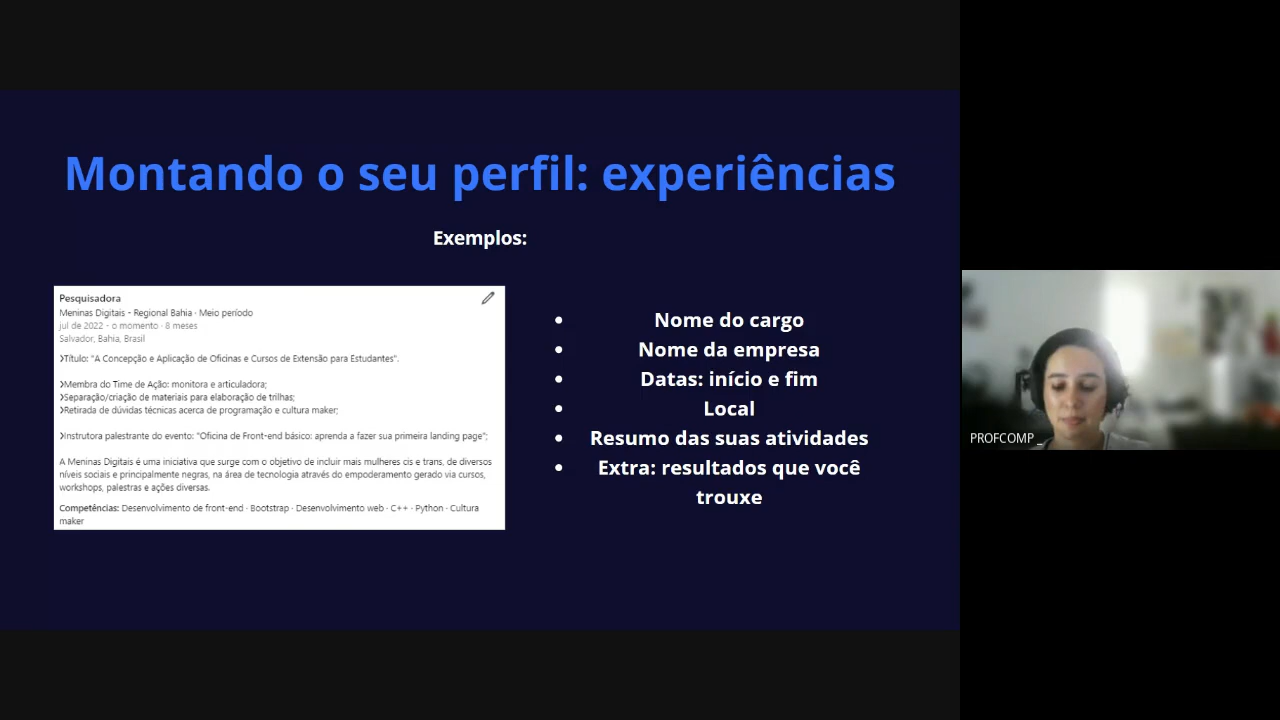 Montando o seu perfil: experiências
Exemplos:
Pesquisadora
Meninas Digitais - Regional Bahia · Meio período
jul de 2022 - o momento · 8 meses
Salvador, Bahia, Brasil
Título: "A Concepção e Aplicação de Oficinas e Cursos de Extensão para Estudantes".
Membra do Time de Ação: monitora e articuladora;
Separação/criação de materiais para elaboração de trilhas;
Retirada de dúvidas técnicas acerca de programação e cultura maker;
Instrutora palestrante do evento: "Oficina de Front-end básico: aprenda a fazer sua primeira landing page";
A Meninas Digitais é uma iniciativa que surge com o objetivo de incluir mais mulheres cis e trans, de diversos
níveis sociais e principalmente negras, na área de tecnologia através do empoderamento gerado via cursos,
workshops, palestras e ações diversas.
Competências: Desenvolvimento de front-end · Bootstrap · Desenvolvimento web · C++ · Python · Cultura
maker
Nome do cargo
Nome da empresa
Datas: início e fim
Local
Resumo das suas atividades
Extra: resultados que você
trouxe
PROFCOMP _